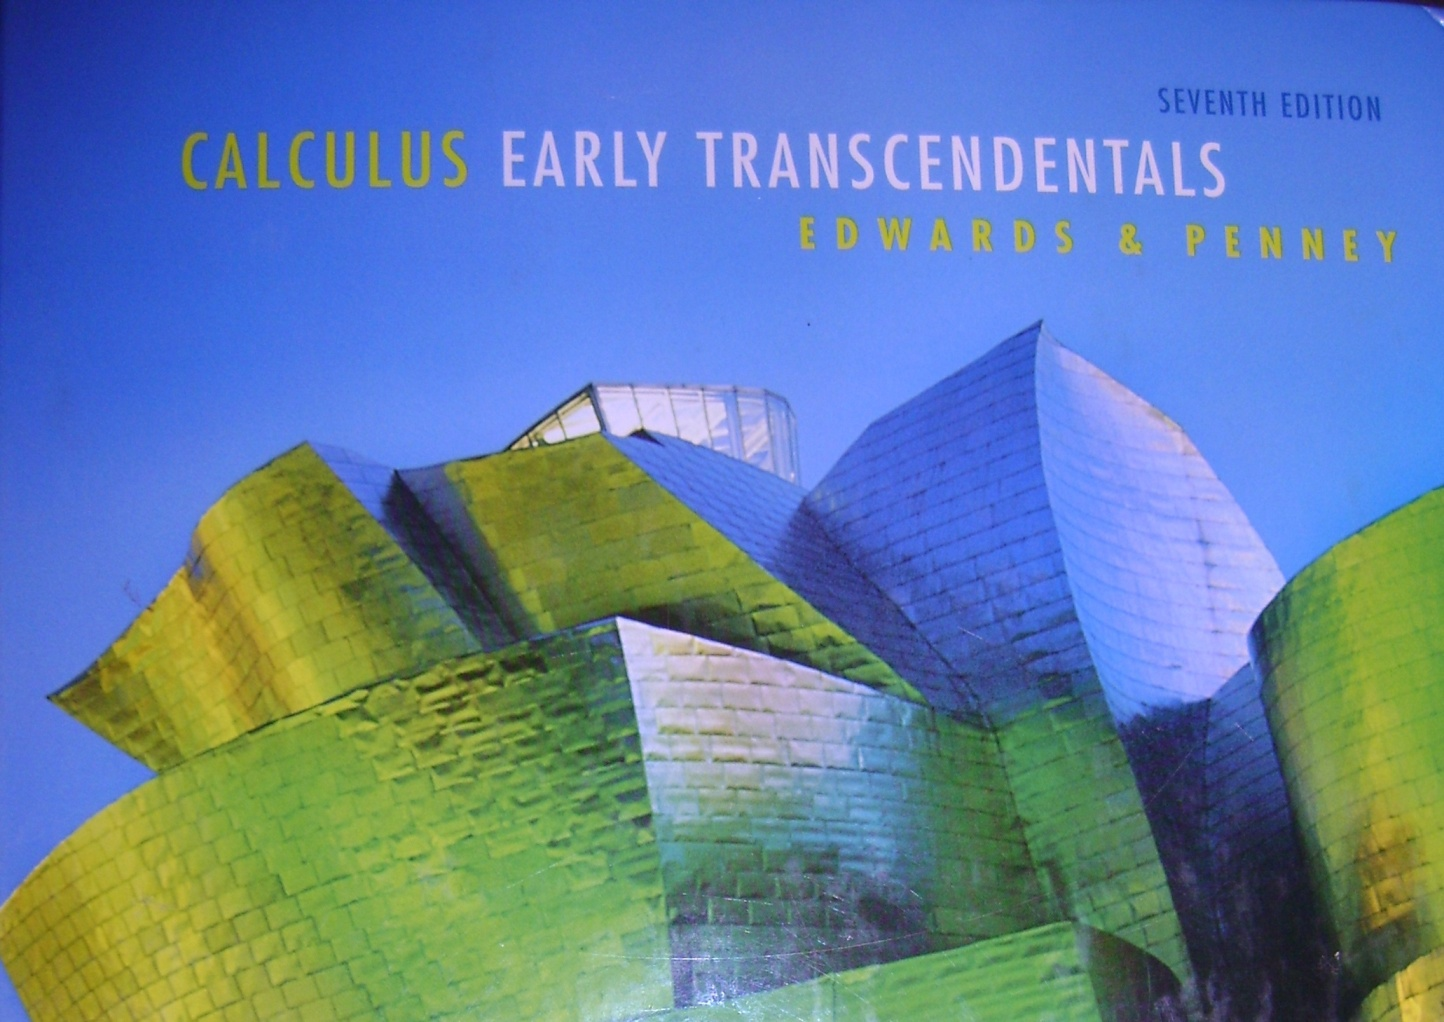 SEVENTH EDITION
CALCULUS EARLY TRANSCENDENTALS
EDWARDS & PENNEY